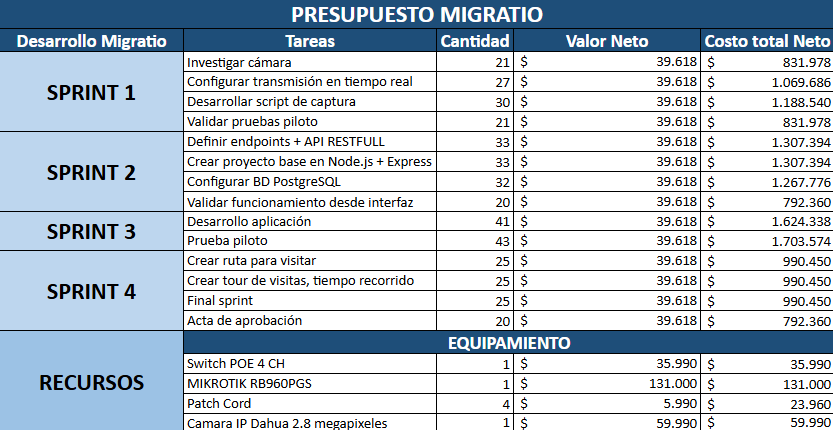 PRESUPUESTO MIGRATIO
Desarrollo Migratio Tareas Cantidad Valor Neto Costo total Neto
SPRINT 1
Investigar cámara 21 $ 39.618 $ 831.978
Configurar transmisión en tiempo real 27 $ 39.618 $ 1.069.686
Desarrollar script de captura 30 $ 39.618 $ 1.188.540
Validar pruebas piloto 21 $ 39.618 $ 831.978
SPRINT 2
Definir endpoints + API RESTFULL 33 $ 39.618 $ 1.307.394
Crear proyecto base en Node.js + Express 33 $ 39.618 $ 1.307.394
Configurar BD PostgreSQL 32 $ 39.618 $ 1.267.776
Validar funcionamiento desde interfaz 20 $ 39.618 $ 792.360
SPRINT 3
Desarrollo aplicación 41 $ 39.618 $ 1.624.338
Prueba piloto 43 $ 39.618 $ 1.703.574
SPRINT 4
Crear ruta para visitar 25 $ 39.618 $ 990.450
Crear tour de visitas, tiempo recorrido 25 $ 39.618 $ 990.450
Final sprint 25 $ 39.618 $ 990.450
Acta de aprobación 20 $ 39.618 $ 792.360
RECURSOS
EQUIPAMIENTO
Switch POE 4 CH 1 $ 35.990 $ 35.990
MIKROTIK RB960PGS 1 $ 131.000 $ 131.000
Patch Cord 4 $ 5.990 $ 23.960
Camara IP Dahua 2.8 megapixeles 1 $ 59.990 $ 59.990